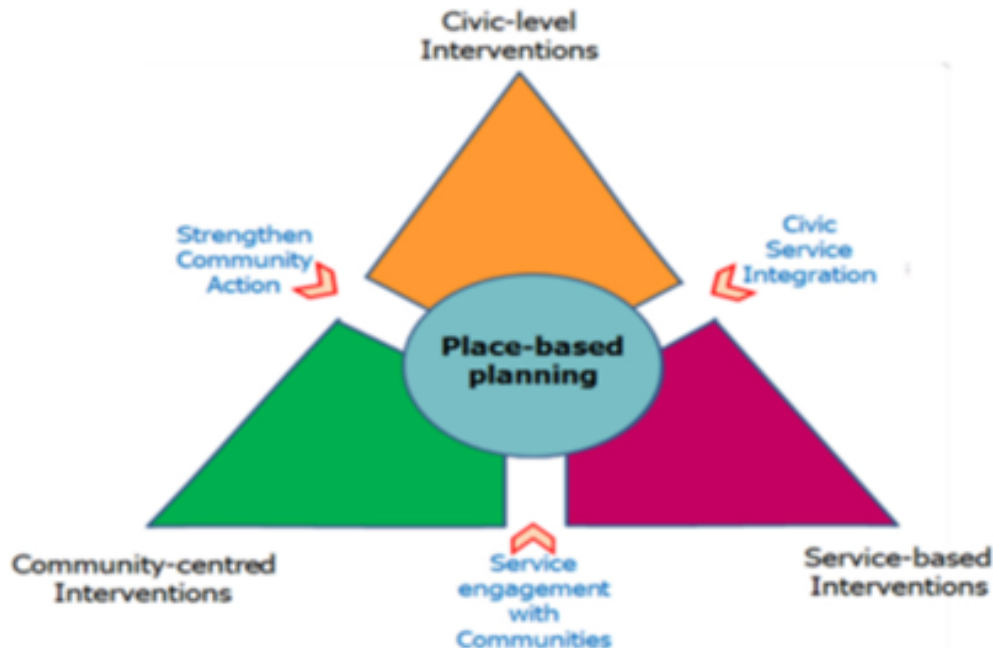 Civic-level
Interventions
Strengthen
Community
Action
Civic
Service
Integration
Place-based
planning
Community-centred
Interventions
Service
engagement
with
Communities
Service-based
Interventions